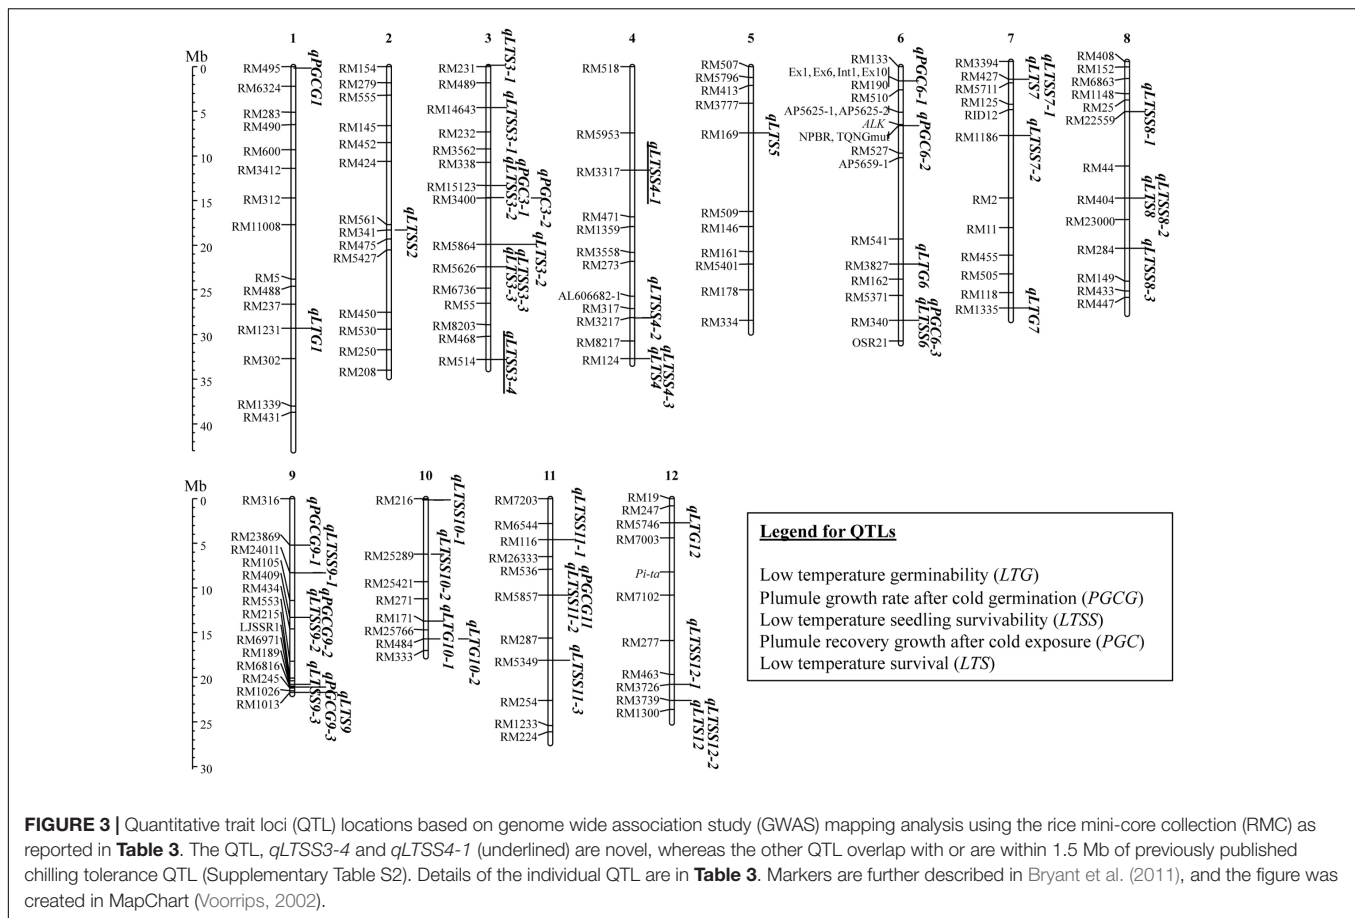 Mb
0
5
10
15
20
25
30
35
40
1
RM495
RM6324
RM283
RM490
RM600
RM3412
RM312
RM11008
RM5
RM488
RM237
RM1231
RM302
RM1339
RM431
qPGCG1
qLTG1
2
RM154
RM279
RM555
RM145
RM452
RM424
RM561
RM341
RM475
RM5427
RM450
RM530
RM250
RM208
qLTSS2
3
RM231
RM489
RM14643
RM232
RM3562
RM338
RM15123
RM3400
RM5864
RM5626
RM6736
RM55
RM8203
RM468
RM514
qLTS3-1
qLTSS3-1
qPGC3-1
qLTSS3-2
qPGC3-2
qLTS3-2
qLTSS3-3
qLTS3-3
qLTSS3-4
4
RM518
RM5953
RM3317
RM471
RM1359
RM3558
RM273
AL606682-1
RM317
RM3217
RM8217
RM124
qLTSS4-1
qLTSS4-2
qLTSS4-3
qLTS4
5
RM507
RM5796
RM413
RM3777
RM169
RM509
RM146
RM161
RM5401
RM178
RM334
qLTS5
6
RM133
Ex1, Ex6, Int1, Ex10
RM190
RM510
AP5625-1, AP5625-2
ALK
NPBR, TQNGmut
RM527
AP5659-1
RM541
RM3827
RM162
RM5371
RM340
OSR21
qPGC6-1
qPGC6-2
qLTG6
qPGC6-3
qLTSS6
7
RM3394
RM427
RM5711
RM125
RID12
RM1186
RM2
RM11
RM455
RM505
RM118
RM1335
qLTSS7-1
qLTS7
qLTSS7-2
qLTG7
8
RM408
RM152
RM6863
RM1148
RM25
RM22559
RM44
RM404
RM23000
RM284
RM149
RM433
RM447
qLTSS8-1
qLTSS8-2
qLTS8
qLTSS8-3
Mb
0
5
10
15
20
25
30
9
RM316
RM23869
RM24011
RM105
RM409
RM434
RM553
RM215
LJSSR1
RM6971
RM189
RM6816
RM245
RM1026
RM1013
qPGCG9-1
qLTSS9-1
qPGCG9-2
qLTSS9-2
qLTS9
qPGCG9-3
qLTSS9-3
10
RM216
RM25289
RM25421
RM271
RM171
RM25766
RM484
RM333
qLTSS10-1
qLTSS10-2
qLTG10-1
qLTG10-2
11
RM7203
RM6544
RM116
RM26333
RM536
RM5857
RM287
RM5349
RM254
RM1233
RM224
qLTSS11-1
qPGCG11
qLTSS11-2
qLTSS11-3
12
RM19
RM247
RM5746
RM7003
Pi-ta
RM7102
RM277
RM463
RM3726
RM3739
RM1300
qLTG12
qLTSS12-1
qLTSS12-2
qLTS12
Legend for QTLs
Low temperature germinability (LTG)
Plumule growth rate after cold germination (PGCG)
Low temperature seedling survivability (LTSS)
Plumule recovery growth after cold exposure (PGC)
Low temperature survival (LTS)
FIGURE 3 | Quantitative trait loci (QTL) locations based on genome wide association study (GWAS) mapping analysis using the rice mini-core collection (RMC) as
reported in Table 3. The QTL, qLTSS3-4 and qLTSS4-1 (underlined) are novel, whereas the other QTL overlap with or are within 1.5 Mb of previously published
chilling tolerance QTL (Supplementary Table S2). Details of the individual QTL are in Table 3. Markers are further described in Bryant et al. (2011), and the figure was
created in MapChart (Voorrips, 2002).